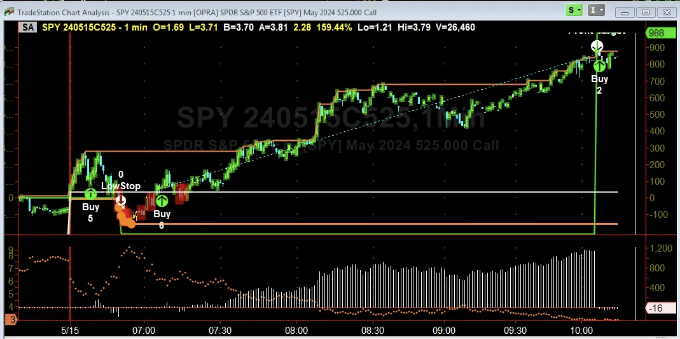 TradeStation Chart Analysis - SPY 240515C525 1 min [OPRA] SPDR S&P 500 ETF [SPY] May 2024 525.000 Call
S
I
SA SPY 240515C525 - 1 min O=1.69 L=3.71 B=3.70 A=3.81 2.28 159.44% Lo=1.21 Hi=3.79 V=26,460
988
900
800
700
600
500
400
300
200
100
0
-100
SPY 240515C525,1min
SPDR S&P 500 ETF [SPY] May 2024 525.000 Call
Buy
5
0
LowStop
Buy
6
Buy
2
9
8
7
6
5
4
3
1,200
800
400
-16
5/15 07:00 07:30 08:00 08:30 09:00 09:30 10:00